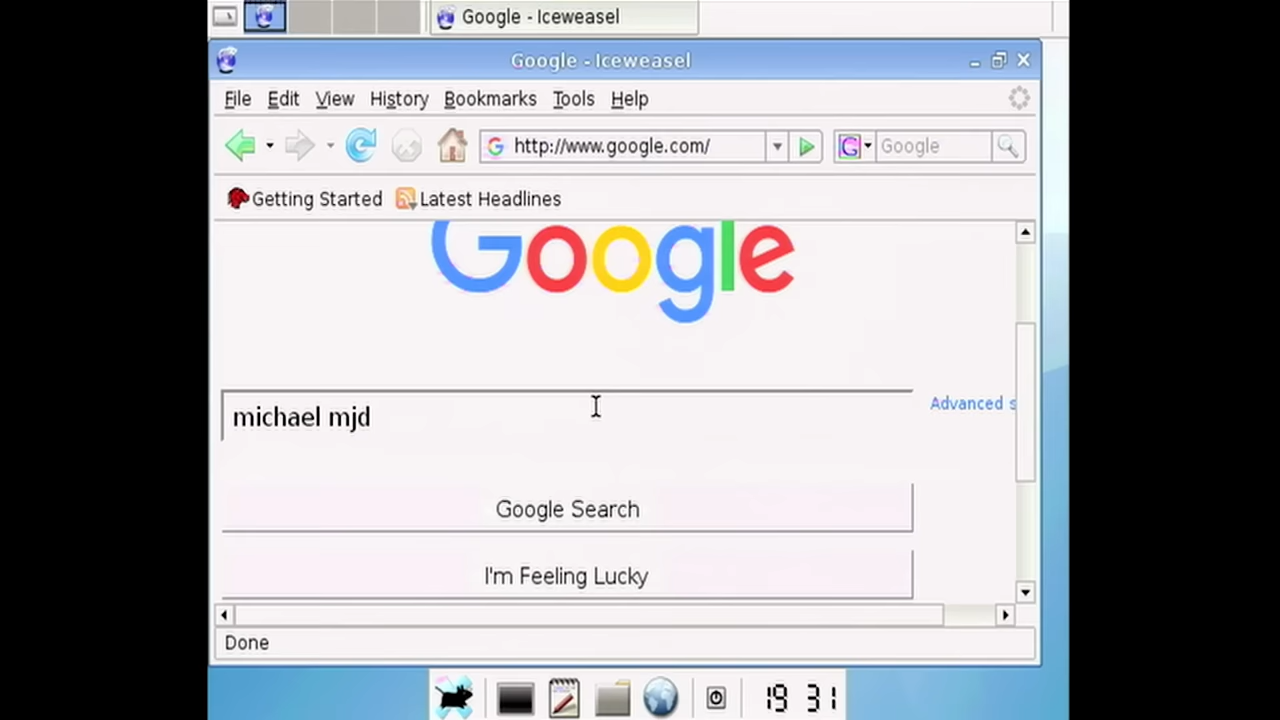 Google - Iceweasel
Google - Iceweasel
File Edit View History Bookmarks Tools Help
http://www.google.com/ Google
Getting Started Latest Headlines
Google
michael mjd
Advanced s
Google Search
I'm Feeling Lucky
Done
19 31